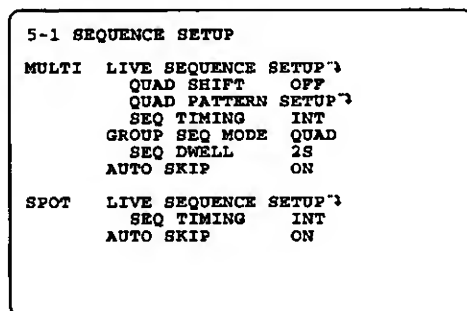 5-1 SEQUENCE SETUP
MULTI LIVE SEQUENCE SETUP⤵
QUAD SHIFT OFF
QUAD PATTERN SETUP⤵
SEQ TIMING INT
GROUP SEQ MODE QUAD
SEQ DWELL 2S
AUTO SKIP ON
SPOT LIVE SEQUENCE SETUP⤵
SEQ TIMING INT
AUTO SKIP ON